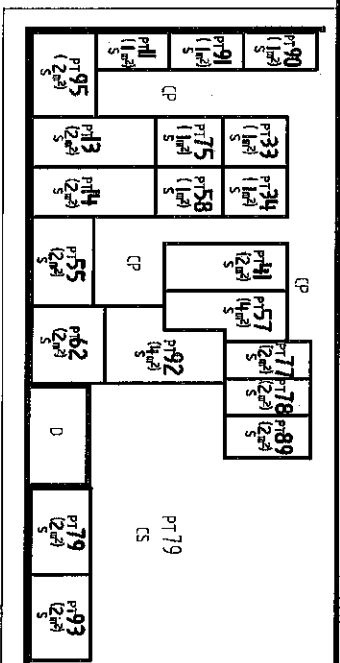 PT93
(2m²)
S
PT79
CS
PT79
(2m²)
S
D
PT89
(2m²)
S
PT78
(2m²)
S
PT77
(2m²)
S
PT92
(4m²)
S
PT62
(2m²)
S
CP
PT57
(4m²)
S
PT41
(2m²)
S
CP
PT55
(2m²)
S
PT34
(1m²)
S
PT58
(1m²)
S
PT14
(2m²)
S
PT33
(1m²)
S
PT75
(1m²)
S
PT13
(2m²)
S
CP
PT90
(1m²)
S
PT91
(1m²)
S
PT11
(1m²)
S
PT95
(2m²)
S